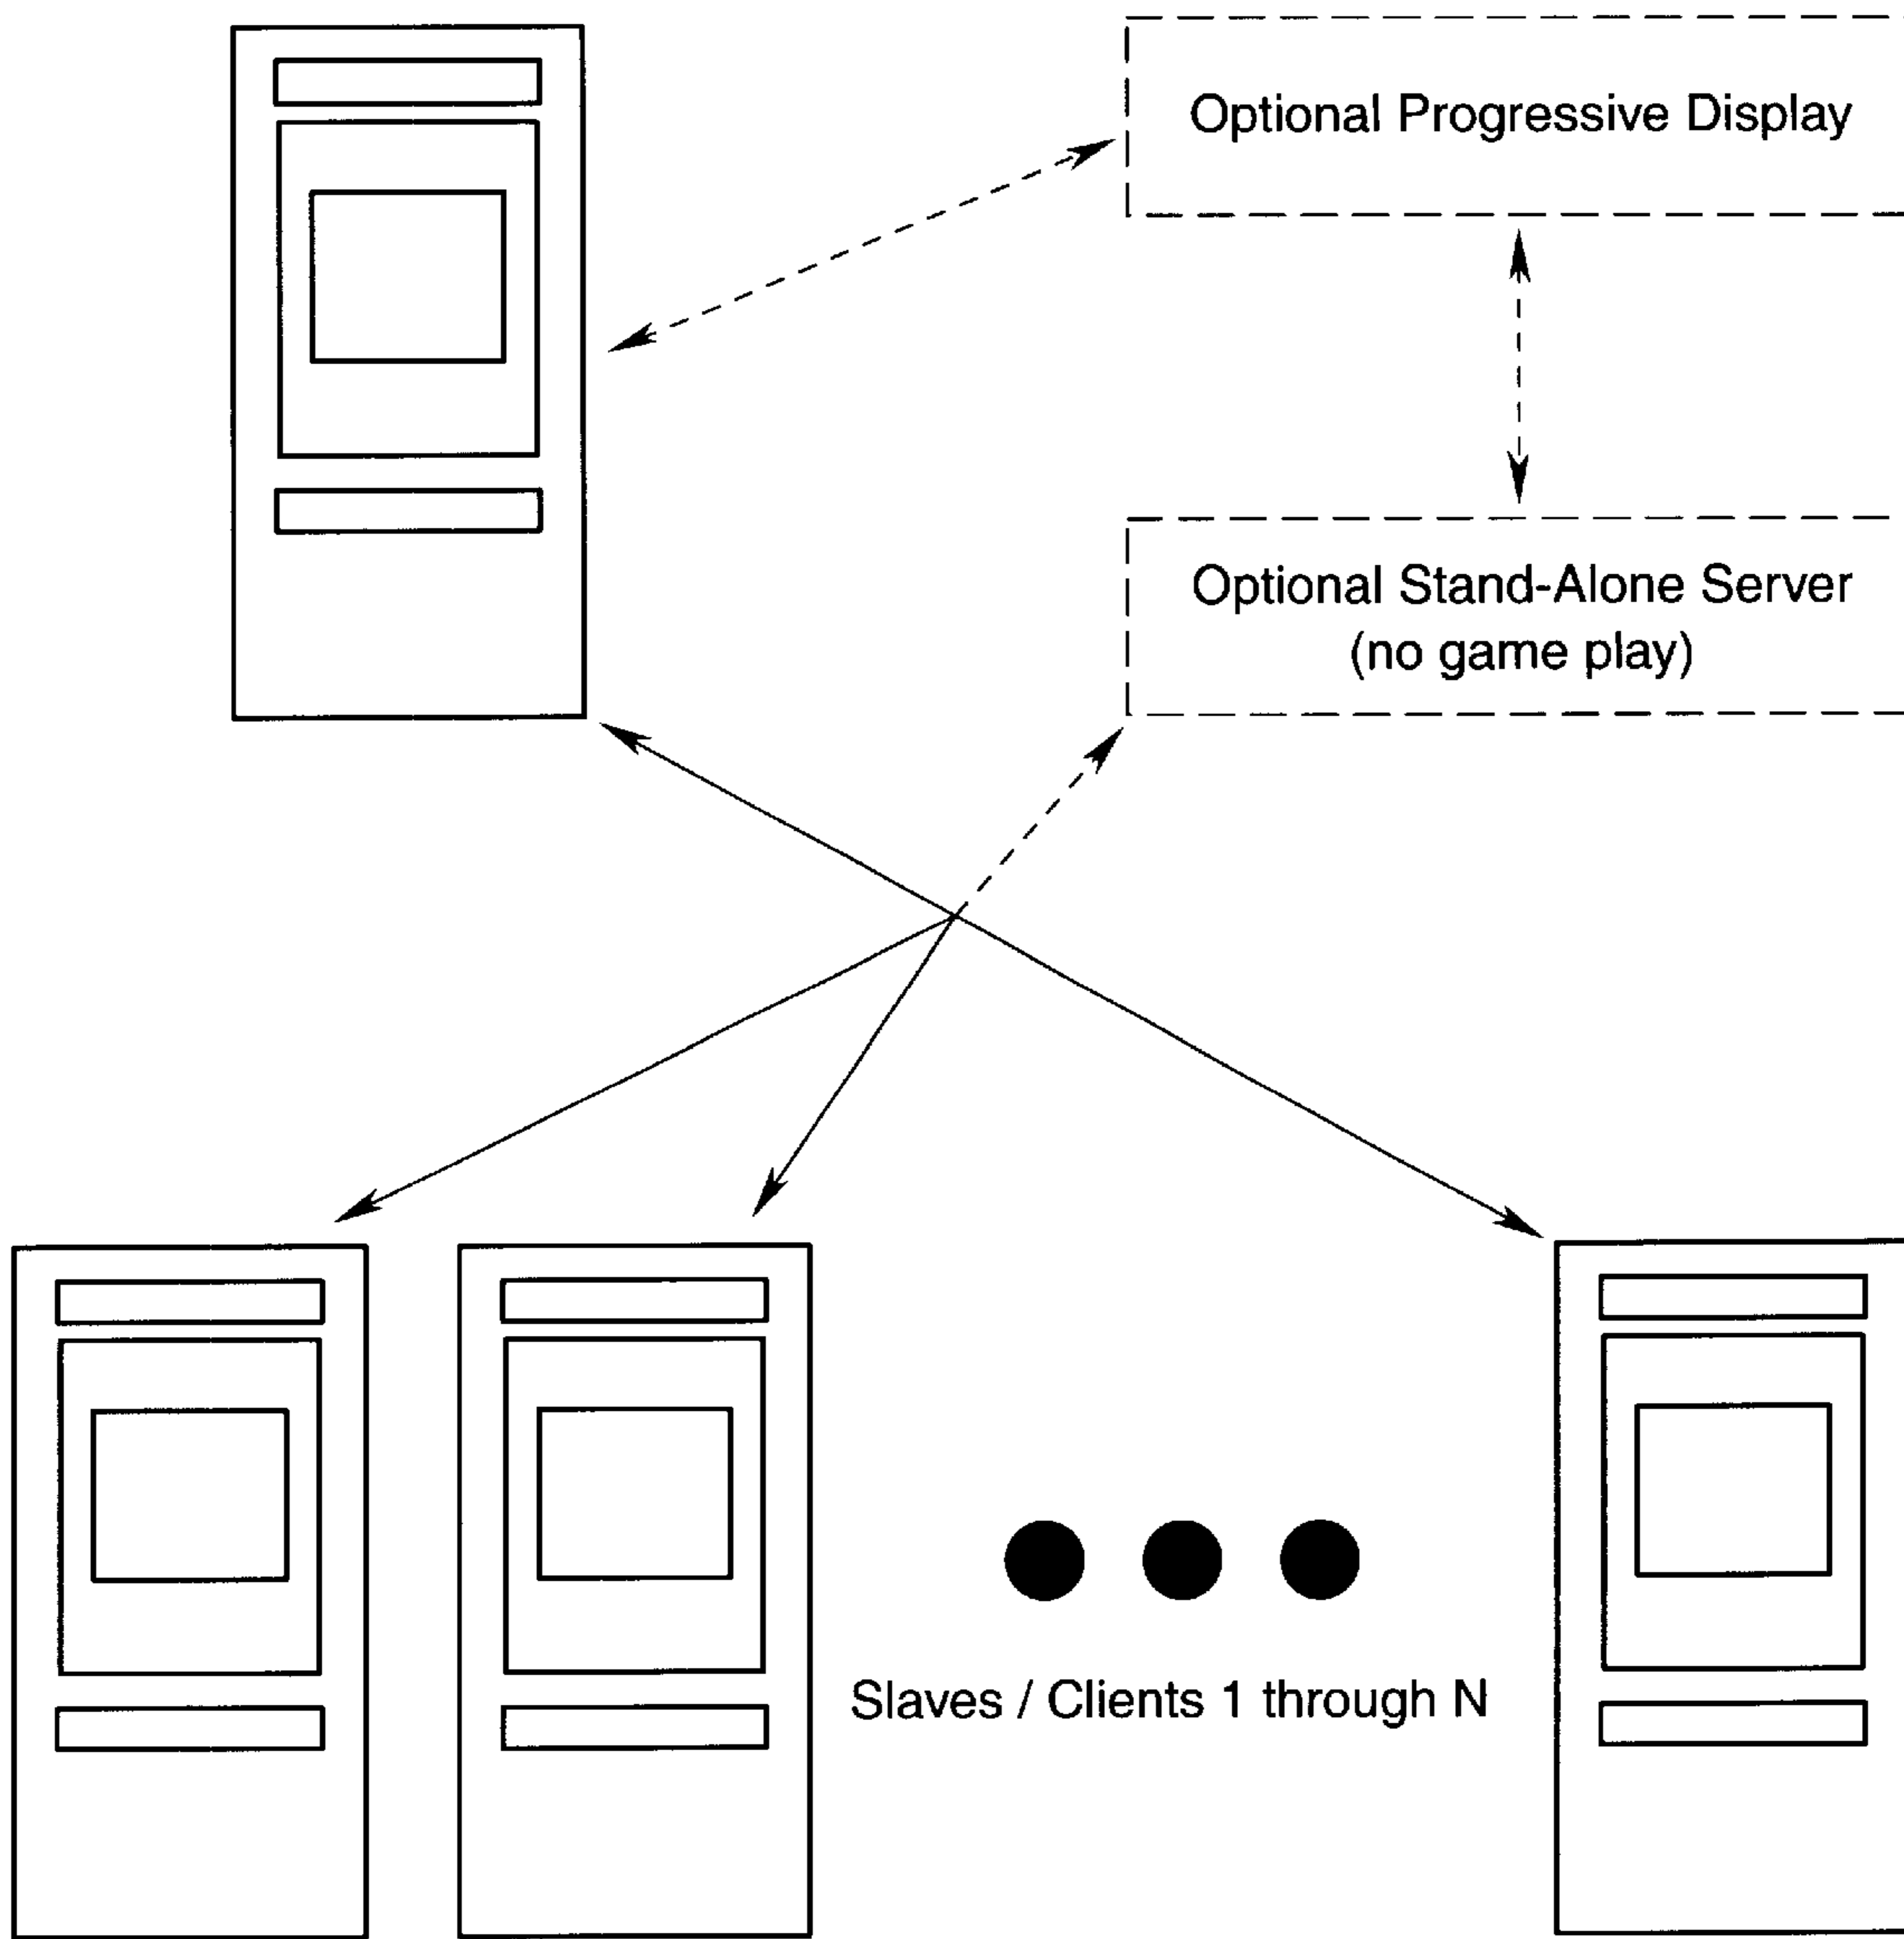 Optional Progressive Display
Optional Stand-Alone Server
(no game play)
Slaves / Clients 1 through N